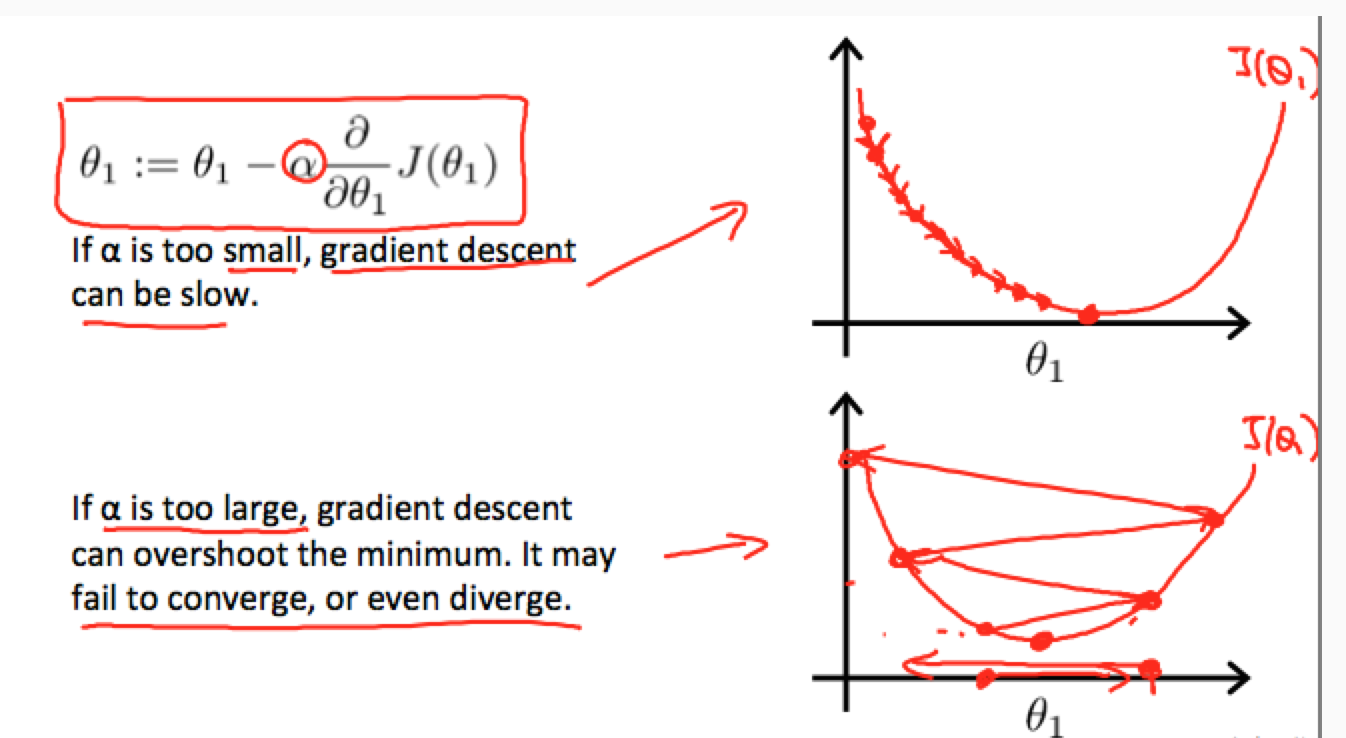 J(θ₁)
θ₁ := θ₁ − α ∂/∂θ₁ J(θ₁)
If α is too small, gradient descent
can be slow.
θ₁
J(θ₁)
If α is too large, gradient descent
can overshoot the minimum. It may
fail to converge, or even diverge.
θ₁